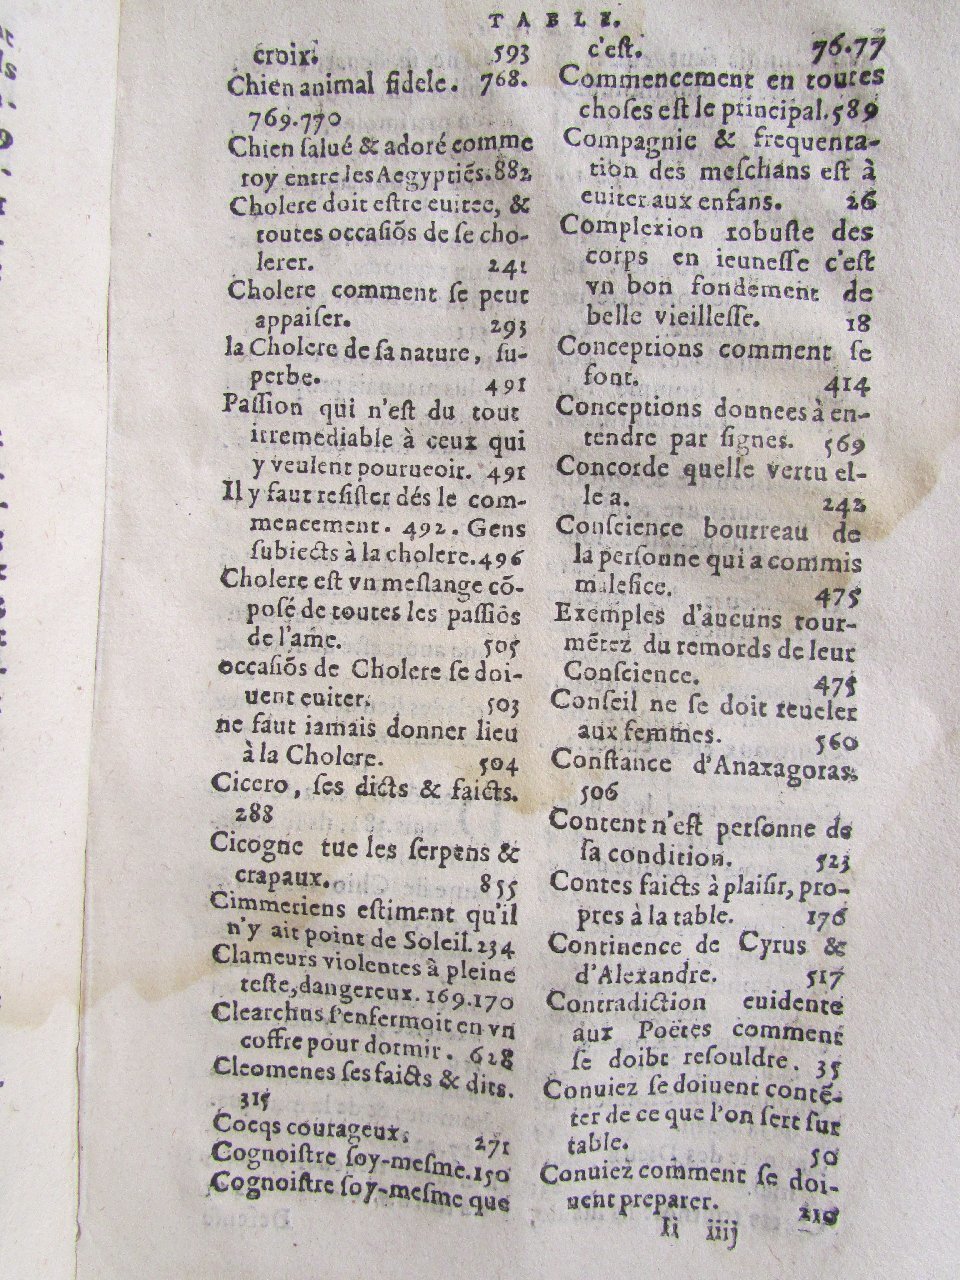 TABLE.
croix. 593
Chien animal fidele. 768.
769.770
Chien ſalué & adoré comme
roy entre les Aegyptiēs. 882
Cholere doit eſtre euitee, &
toutes occaſiōs de ſe cho-
lerer. 241
Cholere comment ſe peut
appaiſer. 293
la Cholere de ſa nature, ſu-
perbe. 491
Paſſion qui n'eſt du tout
irremediable à ceux qui
y veulent pourueoir. 491
Il y faut reſiſter dés le com-
mencement. 492. Gens
ſubiects à la cholere. 496
Cholere eſt vn meſlange cō-
poſé de toutes les paſſiōs
de l'ame. 505
occaſiōs de Cholere ſe doi-
uent euiter. 503
ne faut iamais donner lieu
à la Cholere. 504
Cicero, ſes dicts & faicts.
288
Cicogne tue les ſerpens &
crapaux. 855
Cimmeriens eſtiment qu'il
n'y ait point de Soleil. 234
Clameurs violentes à pleine
teſte, dangereux. 169.170
Clearchus ſ'enfermoit en vn
coffre pour dormir. 628
Cleomenes ſes faicts & dits.
315
Cocqs courageux. 271
Cognoiſtre ſoy-meſme. 150
Cognoiſtre ſoy-meſme que
c'eſt. 76.77
Commencement en toutes
choſes eſt le principal. 589
Compagnie & frequenta-
tion des meſchans eſt à
euiter aux enfans. 26
Complexion robuſte des
corps en ieuneſſe c'eſt
vn bon fondement de
belle vieilleſſe. 18
Conceptions comment ſe
font. 414
Conceptions donnees à en-
tendre par ſignes. 569
Concorde quelle vertu el-
le a. 242
Conſcience bourreau de
la perſonne qui a commis
malefice. 475
Exemples d'aucuns tour-
mētez du remords de leur
Conſcience. 475
Conſeil ne ſe doit reueler
aux femmes. 560
Conſtance d'Anaxagoras.
506
Content n'eſt perſonne de
ſa condition. 523
Contes faicts à plaiſir, pro-
pres à la table. 176
Continence de Cyrus &
d'Alexandre. 517
Contradiction euidente
aux Poëtes comment
ſe doibt reſouldre. 35
Conuiez ſe doiuent contē-
ter de ce que l'on ſert ſur
table. 50
Conuiez comment ſe doi-
uent preparer. 210
Ii iiij